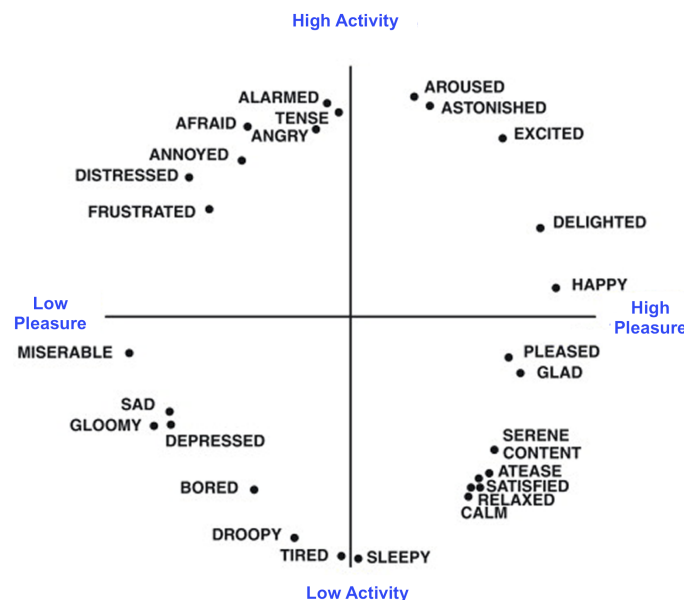 High Activity
AROUSED
ALARMED
ASTONISHED
TENSE
AFRAID
ANGRY
EXCITED
ANNOYED
DISTRESSED
FRUSTRATED
DELIGHTED
HAPPY
Low
Pleasure
High
Pleasure
MISERABLE
PLEASED
GLAD
SAD
GLOOMY
DEPRESSED
SERENE
CONTENT
ATEASE
SATISFIED
RELAXED
CALM
BORED
DROOPY
TIRED
SLEEPY
Low Activity